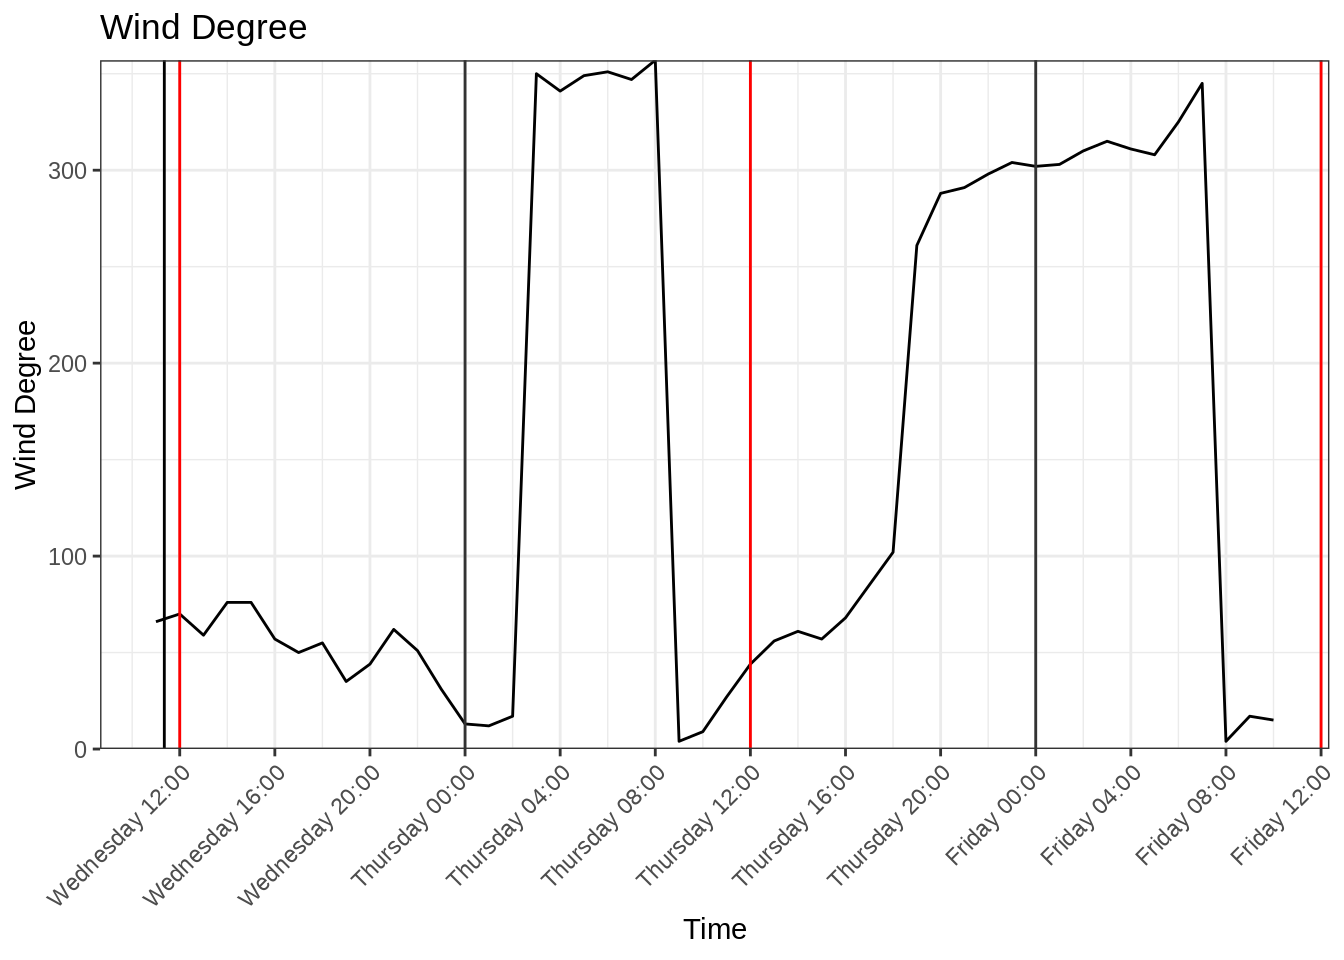 Wind Degree
Wind Degree
300
200
100
0
Wednesday 12:00
Wednesday 16:00
Wednesday 20:00
Thursday 00:00
Thursday 04:00
Thursday 08:00
Thursday 12:00
Thursday 16:00
Thursday 20:00
Friday 00:00
Friday 04:00
Friday 08:00
Friday 12:00
Time